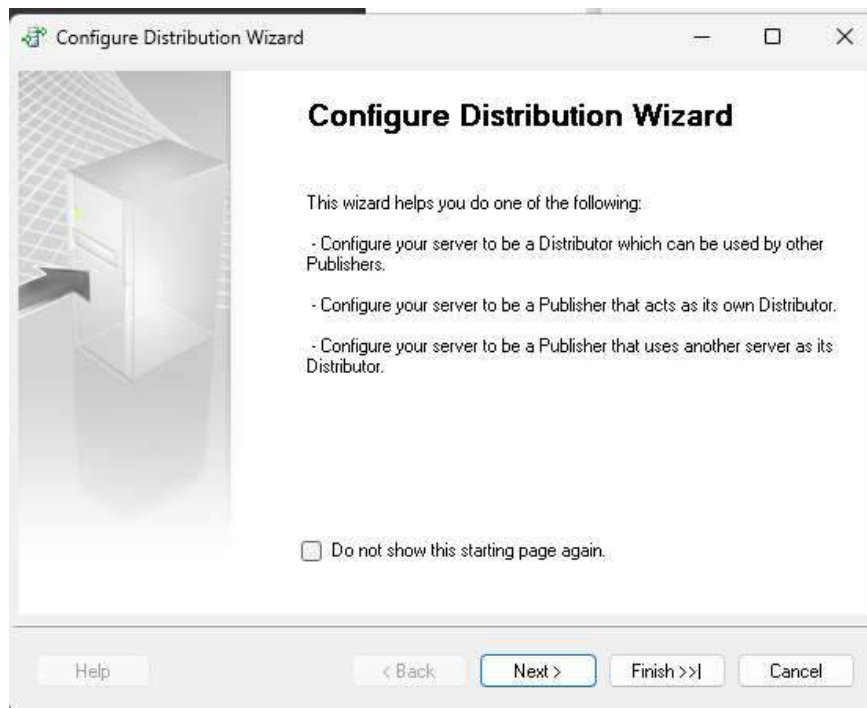 Configure Distribution Wizard
Configure Distribution Wizard
This wizard helps you do one of the following:
- Configure your server to be a Distributor which can be used by other
Publishers.
- Configure your server to be a Publisher that acts as its own Distributor.
- Configure your server to be a Publisher that uses another server as its
Distributor.
Do not show this starting page again.
Help
< Back
Next >
Finish >>|
Cancel